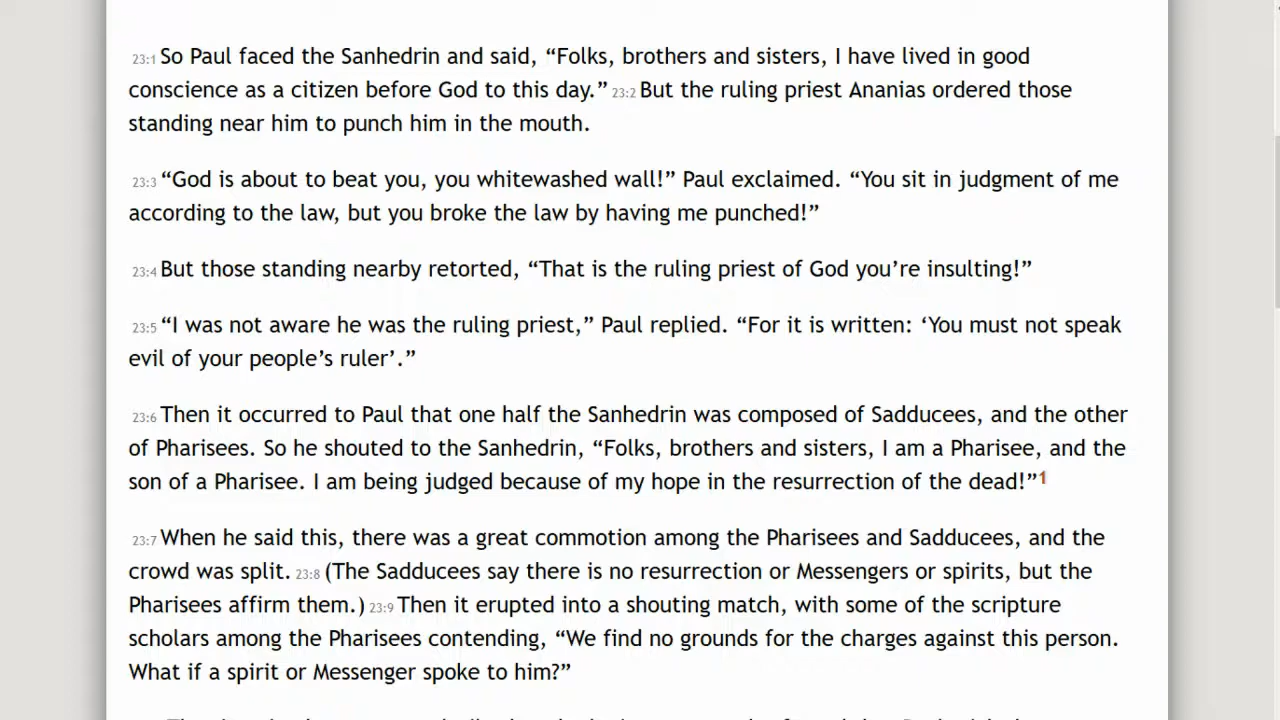 23:1 So Paul faced the Sanhedrin and said, “Folks, brothers and sisters, I have lived in good
conscience as a citizen before God to this day.” 23:2 But the ruling priest Ananias ordered those
standing near him to punch him in the mouth.
23:3 “God is about to beat you, you whitewashed wall!” Paul exclaimed. “You sit in judgment of me
according to the law, but you broke the law by having me punched!”
23:4 But those standing nearby retorted, “That is the ruling priest of God you’re insulting!”
23:5 “I was not aware he was the ruling priest,” Paul replied. “For it is written: ‘You must not speak
evil of your people’s ruler’.”
23:6 Then it occurred to Paul that one half the Sanhedrin was composed of Sadducees, and the other
of Pharisees. So he shouted to the Sanhedrin, “Folks, brothers and sisters, I am a Pharisee, and the
son of a Pharisee. I am being judged because of my hope in the resurrection of the dead!”1
23:7 When he said this, there was a great commotion among the Pharisees and Sadducees, and the
crowd was split. 23:8 (The Sadducees say there is no resurrection or Messengers or spirits, but the
Pharisees affirm them.) 23:9 Then it erupted into a shouting match, with some of the scripture
scholars among the Pharisees contending, “We find no grounds for the charges against this person.
What if a spirit or Messenger spoke to him?”